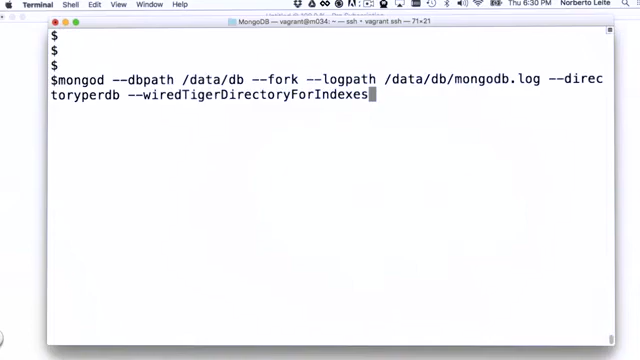 Terminal Shell Edit View Window Help Thu 6:30 PM Norberto Leite
MongoDB — vagrant@m034: ~ — ssh • vagrant ssh — 71×21
$
$
$
$mongod --dbpath /data/db --fork --logpath /data/db/mongodb.log --direc
toryperdb --wiredTigerDirectoryForIndexes